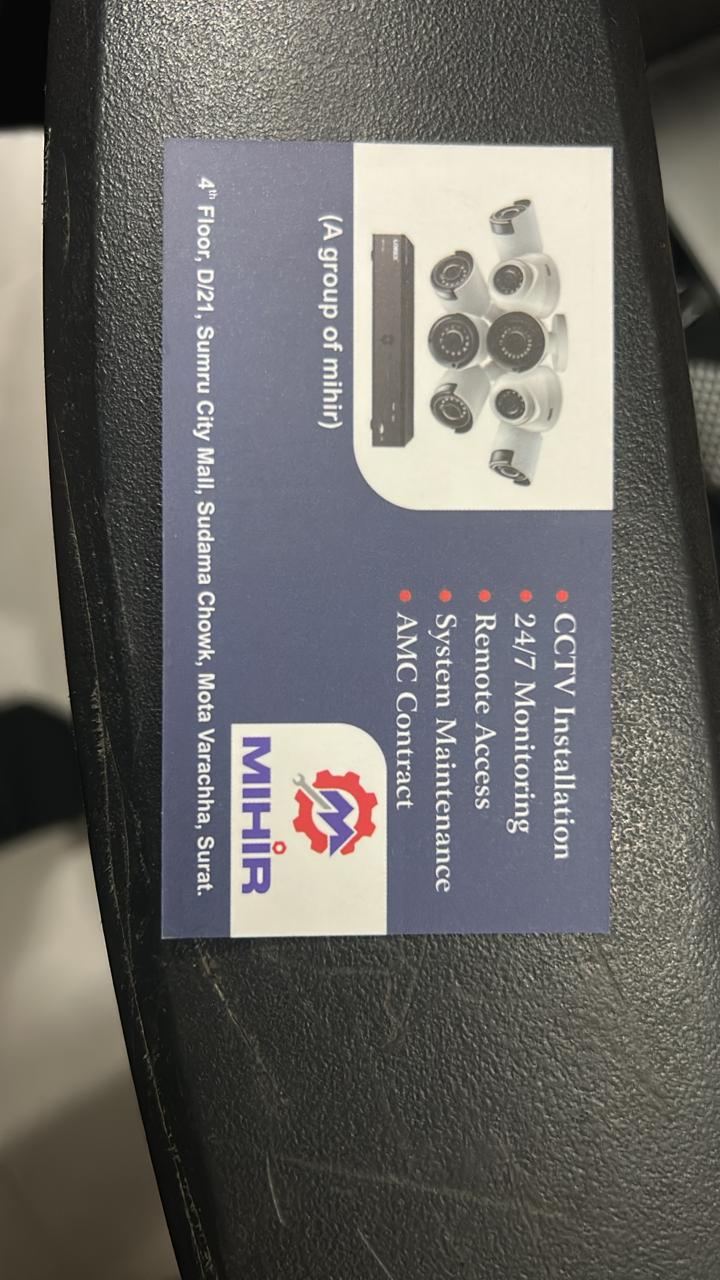 CCTV Installation
24/7 Monitoring
Remote Access
System Maintenance
AMC Contract
(A group of mihir)
MIHIR
4th Floor, D/21, Sumru City Mall, Sudama Chowk, Mota Varachha, Surat.